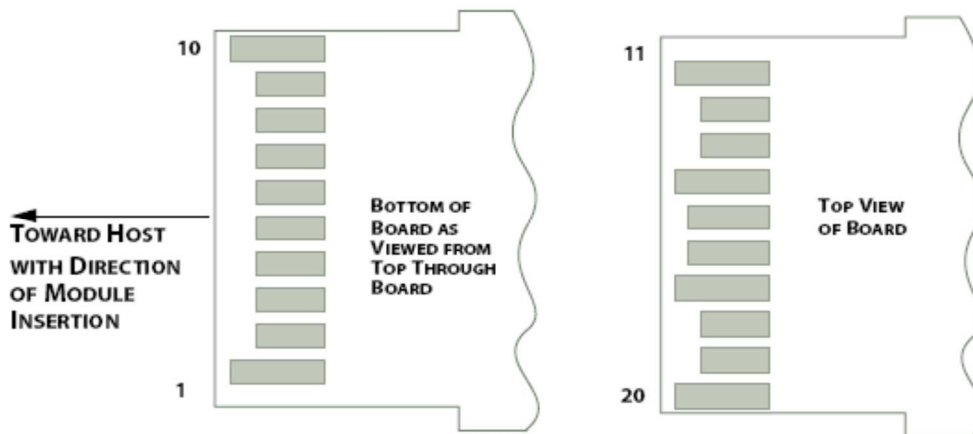 10
11
BOTTOM OF
BOARD AS
VIEWED FROM
TOP THROUGH
BOARD
TOP VIEW
OF BOARD
TOWARD HOST
WITH DIRECTION
OF MODULE
INSERTION
1
20